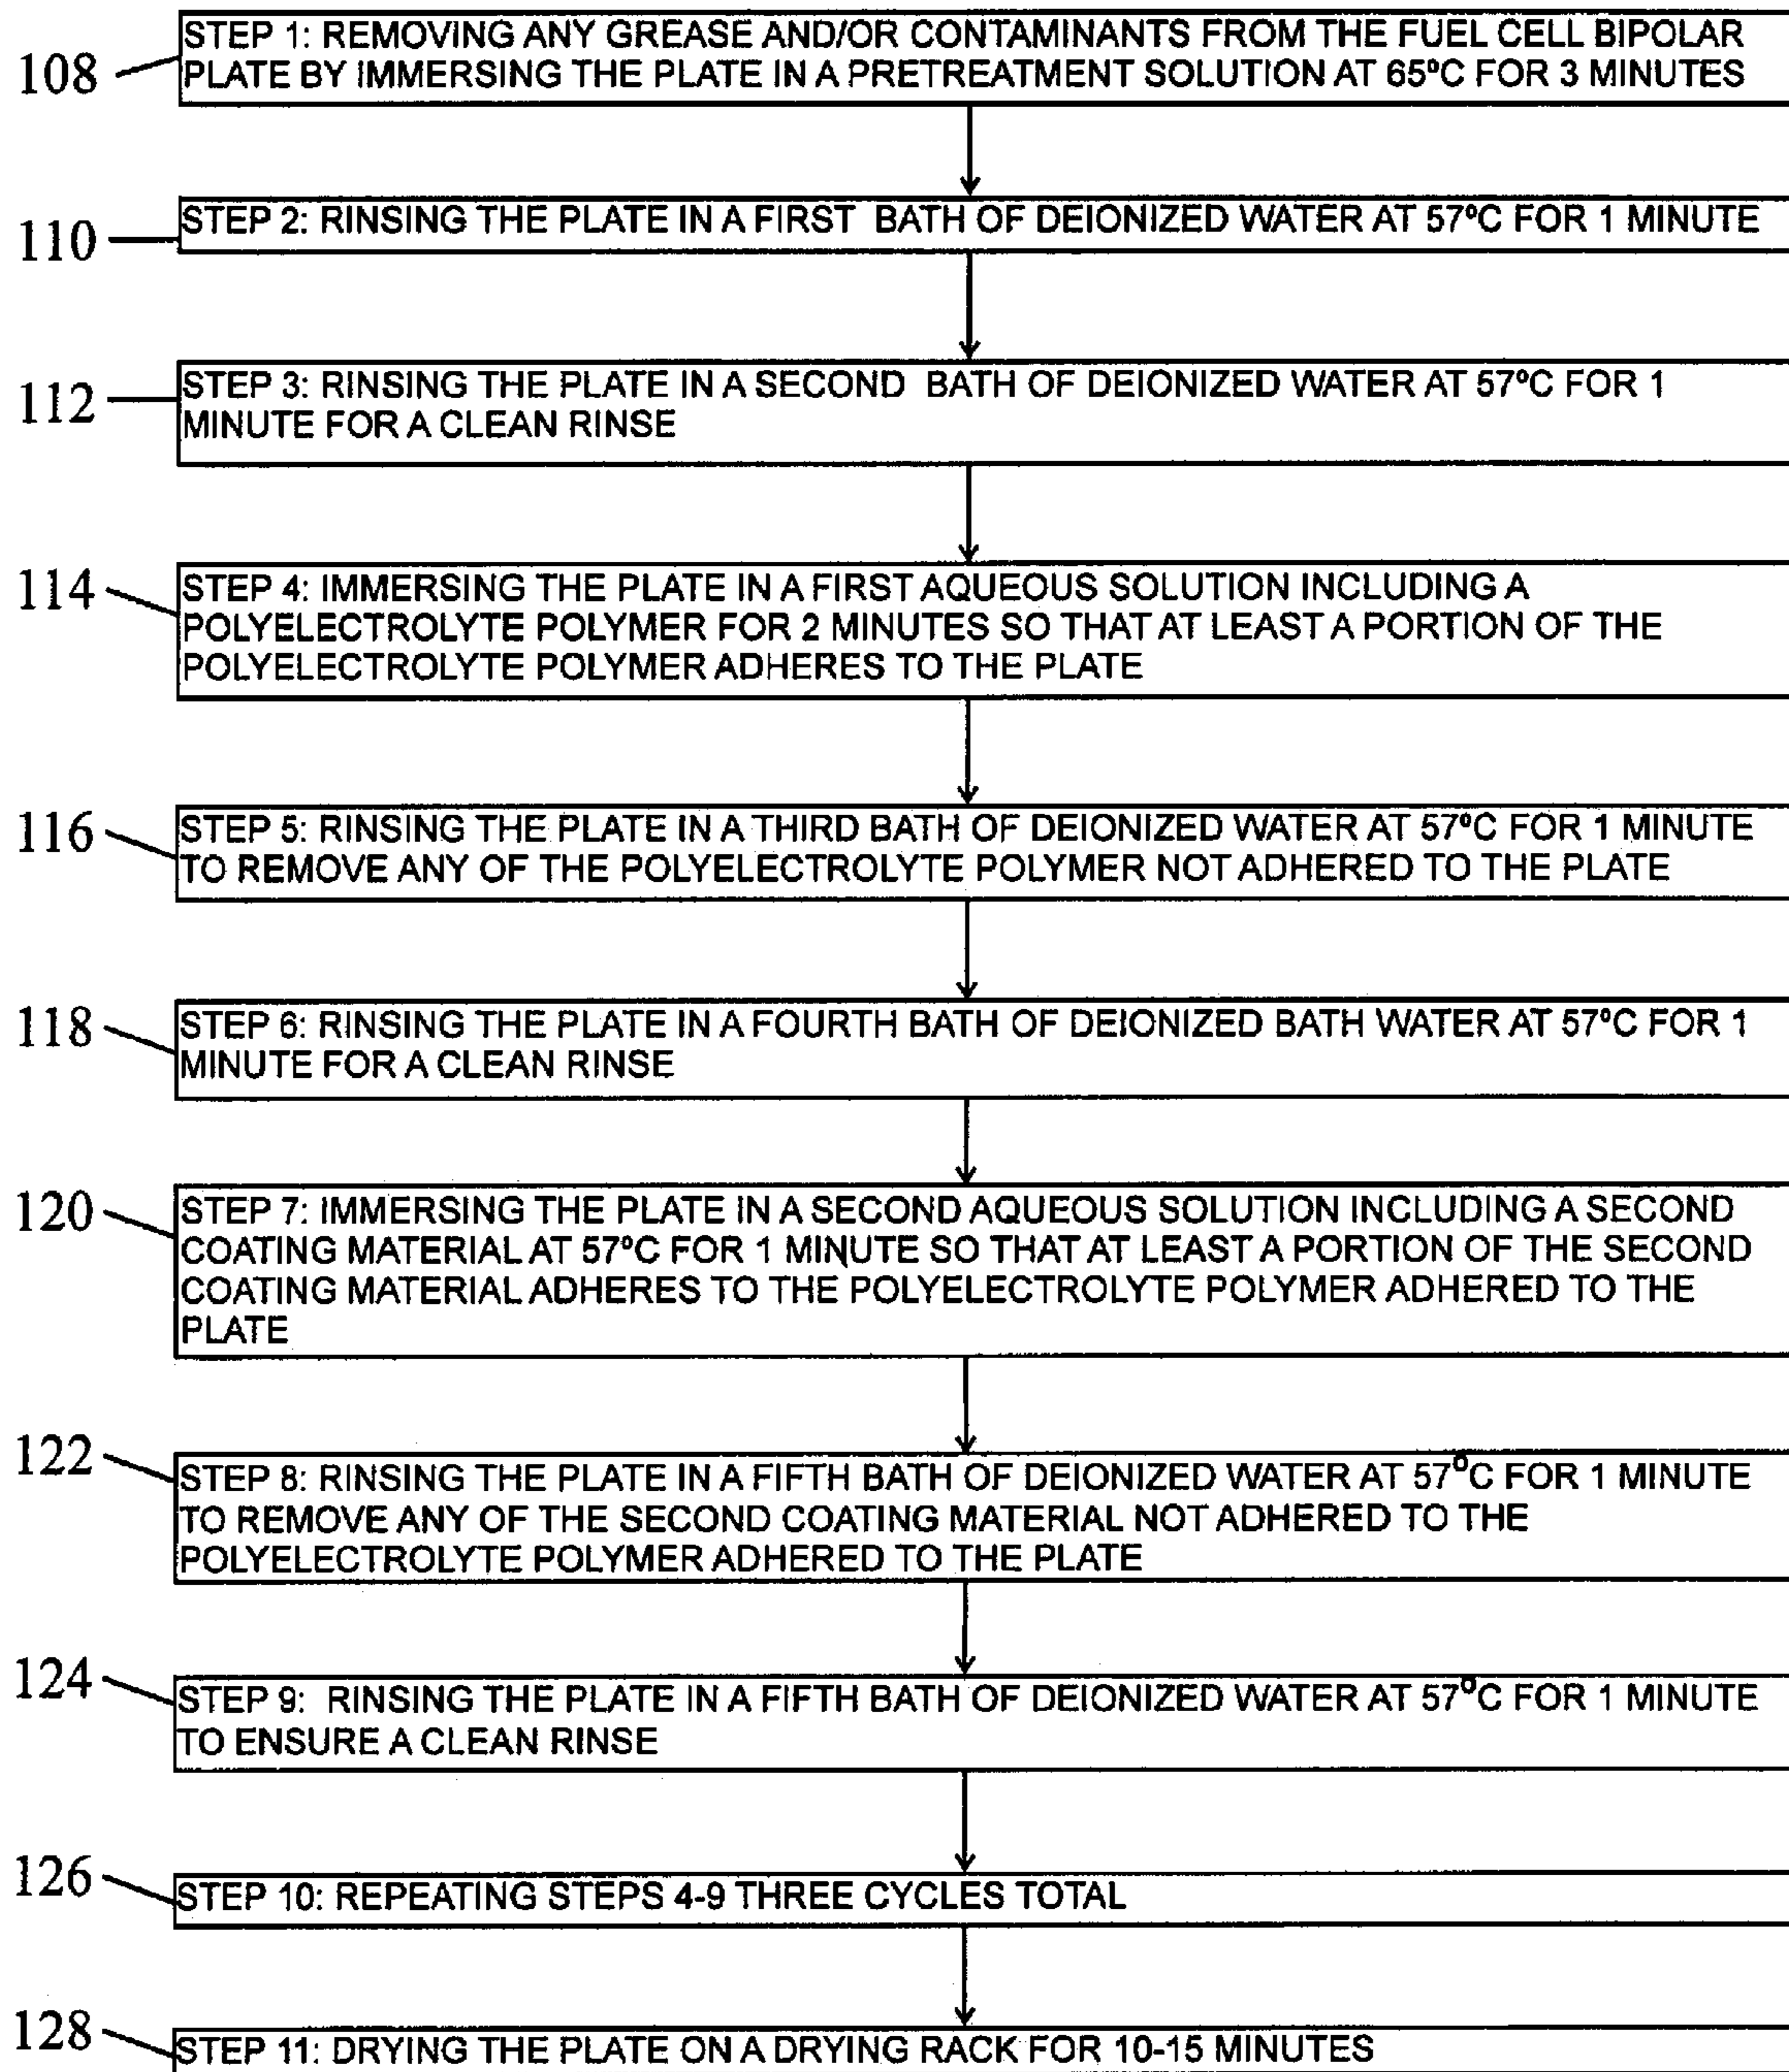 108
STEP 1: REMOVING ANY GREASE AND/OR CONTAMINANTS FROM THE FUEL CELL BIPOLAR
PLATE BY IMMERSING THE PLATE IN A PRETREATMENT SOLUTION AT 65ºC FOR 3 MINUTES
110
STEP 2: RINSING THE PLATE IN A FIRST BATH OF DEIONIZED WATER AT 57ºC FOR 1 MINUTE
112
STEP 3: RINSING THE PLATE IN A SECOND BATH OF DEIONIZED WATER AT 57ºC FOR 1
MINUTE FOR A CLEAN RINSE
114
STEP 4: IMMERSING THE PLATE IN A FIRST AQUEOUS SOLUTION INCLUDING A
POLYELECTROLYTE POLYMER FOR 2 MINUTES SO THAT AT LEAST A PORTION OF THE
POLYELECTROLYTE POLYMER ADHERES TO THE PLATE
116
STEP 5: RINSING THE PLATE IN A THIRD BATH OF DEIONIZED WATER AT 57ºC FOR 1 MINUTE
TO REMOVE ANY OF THE POLYELECTROLYTE POLYMER NOT ADHERED TO THE PLATE
118
STEP 6: RINSING THE PLATE IN A FOURTH BATH OF DEIONIZED BATH WATER AT 57ºC FOR 1
MINUTE FOR A CLEAN RINSE
120
STEP 7: IMMERSING THE PLATE IN A SECOND AQUEOUS SOLUTION INCLUDING A SECOND
COATING MATERIAL AT 57ºC FOR 1 MINUTE SO THAT AT LEAST A PORTION OF THE SECOND
COATING MATERIAL ADHERES TO THE POLYELECTROLYTE POLYMER ADHERED TO THE
PLATE
122
STEP 8: RINSING THE PLATE IN A FIFTH BATH OF DEIONIZED WATER AT 57ºC FOR 1 MINUTE
TO REMOVE ANY OF THE SECOND COATING MATERIAL NOT ADHERED TO THE
POLYELECTROLYTE POLYMER ADHERED TO THE PLATE
124
STEP 9: RINSING THE PLATE IN A FIFTH BATH OF DEIONIZED WATER AT 57ºC FOR 1 MINUTE
TO ENSURE A CLEAN RINSE
126
STEP 10: REPEATING STEPS 4-9 THREE CYCLES TOTAL
128
STEP 11: DRYING THE PLATE ON A DRYING RACK FOR 10-15 MINUTES